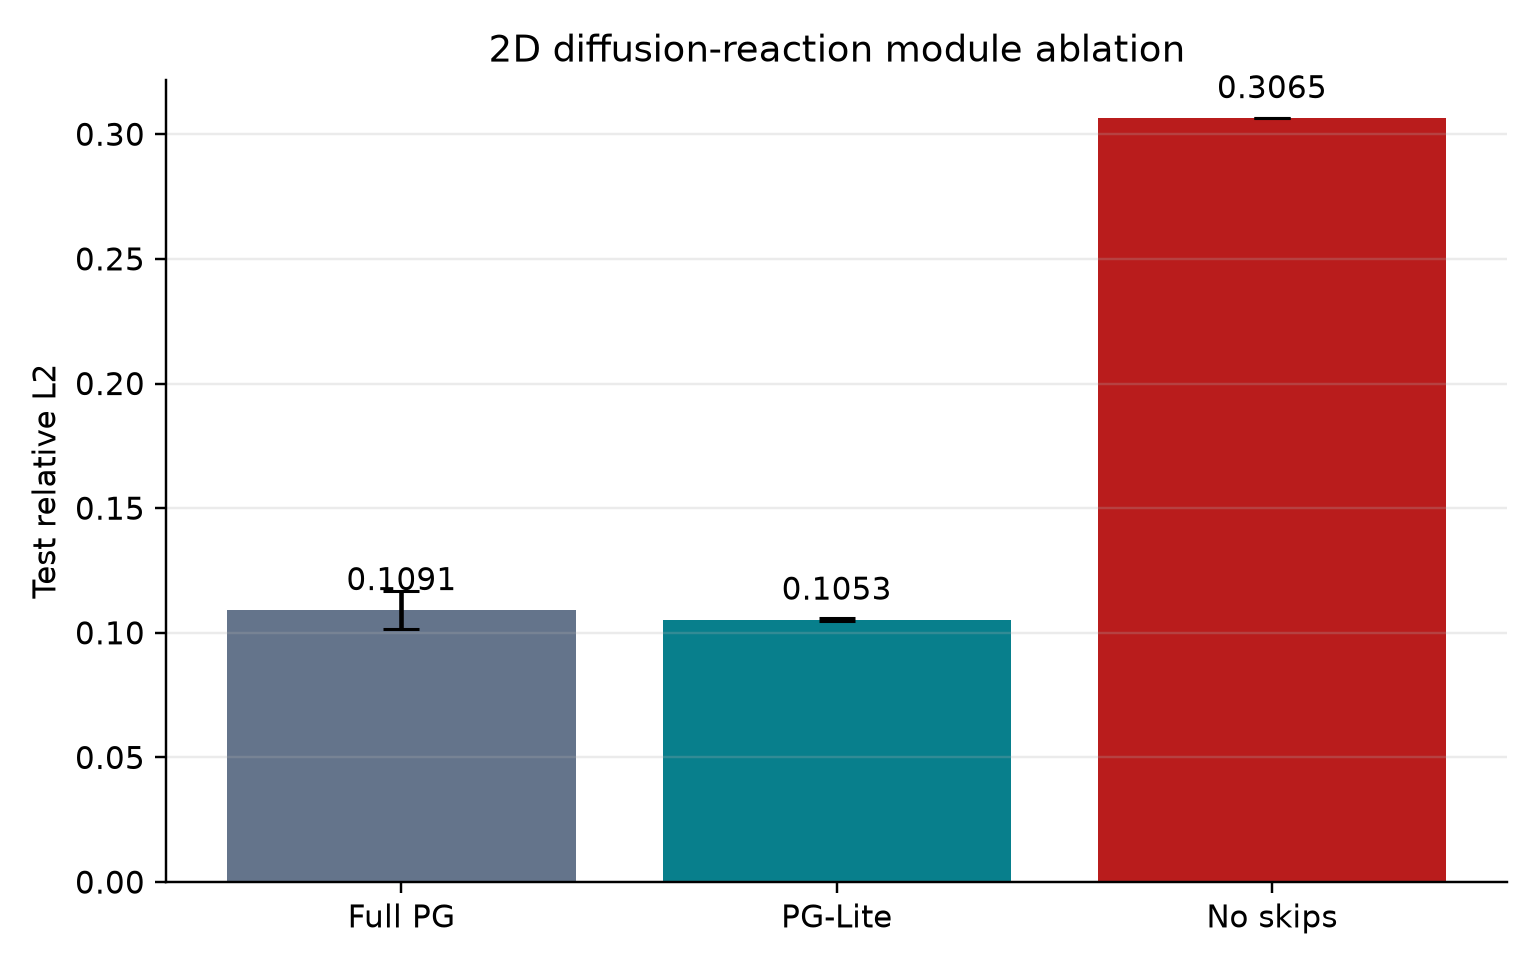 2D diffusion-reaction module ablation
0.3065
0.30
0.25
0.20
0.15
0.1091
0.1053
0.10
0.05
0.00
Test relative L2
Full PG
PG-Lite
No skips